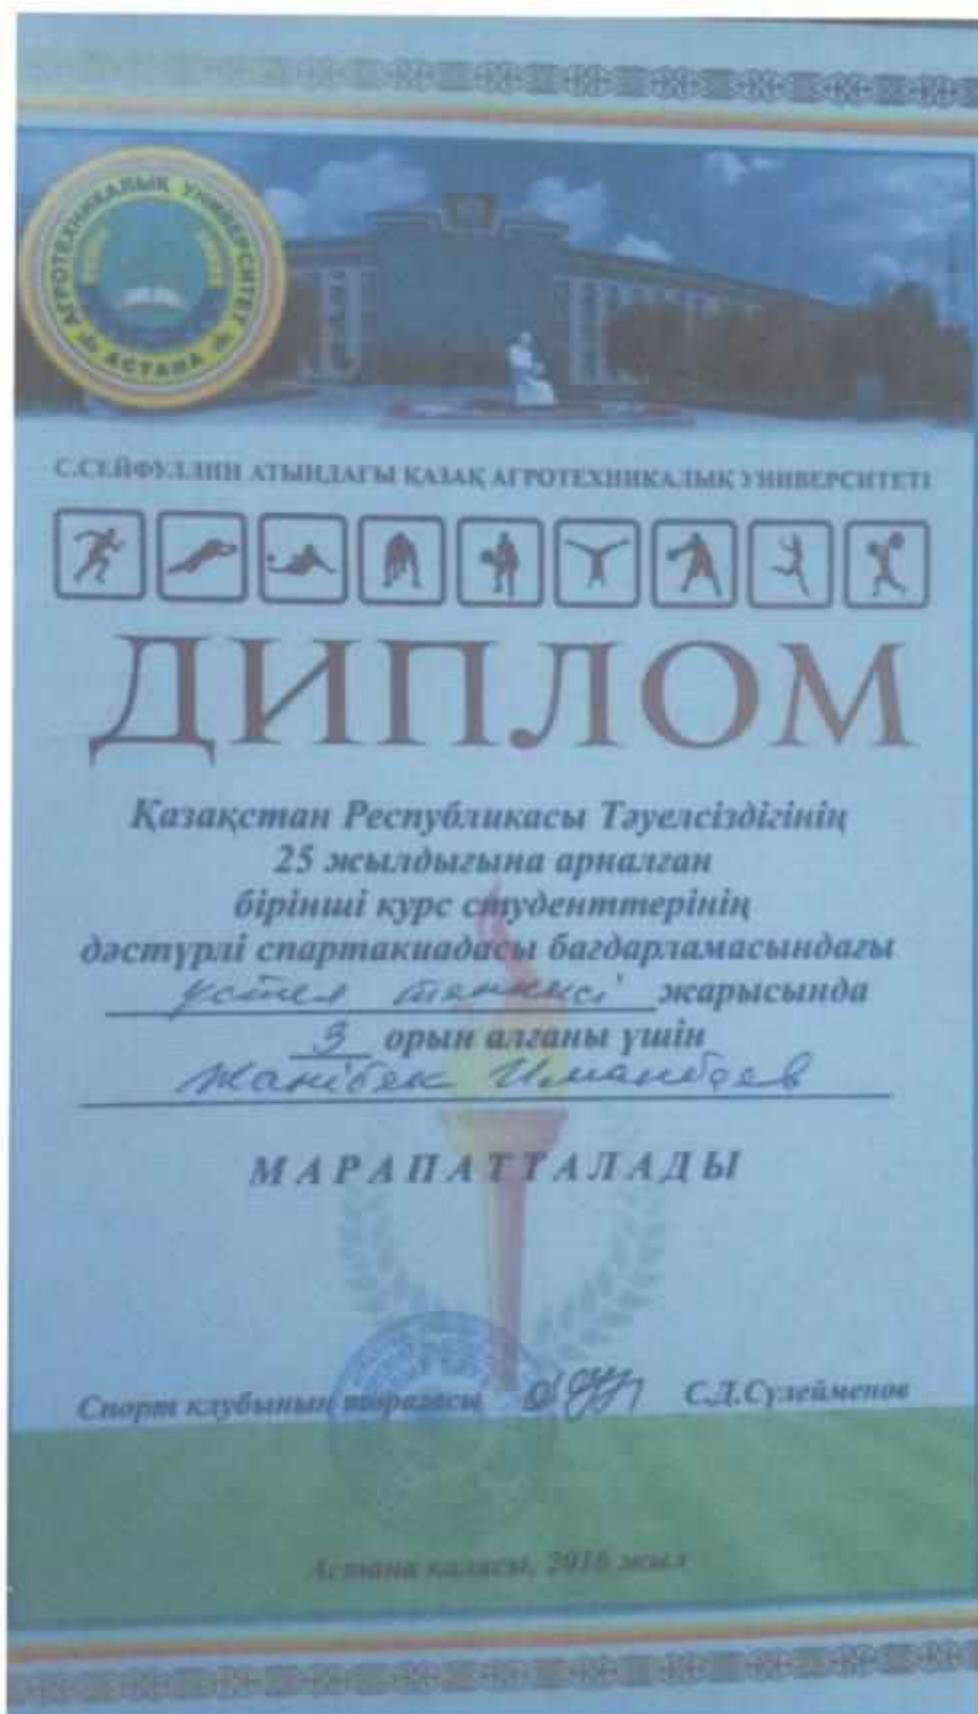 АГРОТЕХНИКАЛЫҚ УНИВЕРСИТЕТ
АСТАНА
С.СЕЙФУЛЛИН АТЫНДАҒЫ ҚАЗАҚ АГРОТЕХНИКАЛЫҚ УНИВЕРСИТЕТІ
ДИПЛОМ
Қазақстан Республикасы Тәуелсіздігінің
25 жылдығына арналған
бірінші курс студенттерінің
дәстүрлі спартакиадасы бағдарламасындағы
үстел теннисі жарысында
3 орын алғаны үшін
Жәнібек Иманбаев
МАРАПАТТАЛАДЫ
Спорт клубының төрағасы С.Д.Сүлейменов
Астана қаласы, 2016 жыл